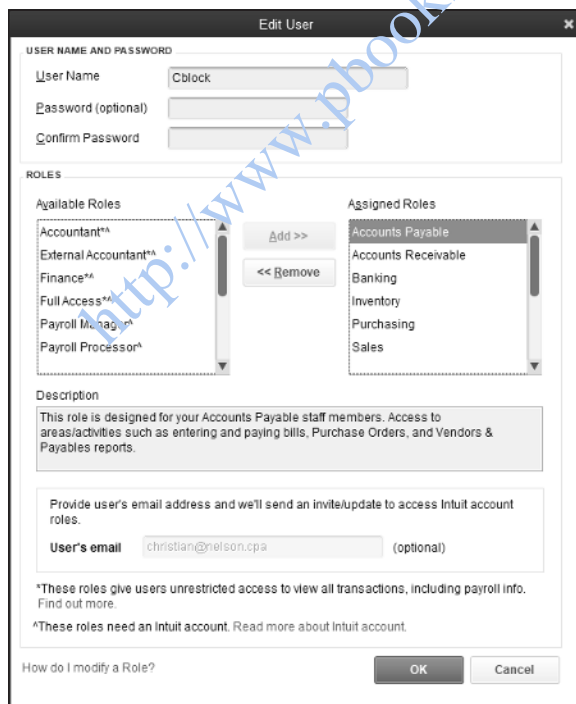 Edit User
USER NAME AND PASSWORD
User Name Cblock
Password (optional)
Confirm Password
ROLES
Available Roles
Accountant*^
External Accountant*^
Finance*^
Full Access*^
Payroll Manager^
Payroll Processor^
Add >>
<< Remove
Assigned Roles
Accounts Payable
Accounts Receivable
Banking
Inventory
Purchasing
Sales
Description
This role is designed for your Accounts Payable staff members. Access to
areas/activities such as entering and paying bills, Purchase Orders, and Vendors &
Payables reports.
Provide user's email address and we'll send an invite/update to access Intuit account
roles.
User's email christian@nelson.cpa (optional)
*These roles give users unrestricted access to view all transactions, including payroll info.
Find out more.
^These roles need an Intuit account. Read more about Intuit account.
How do I modify a Role? OK Cancel
http://www.pbook